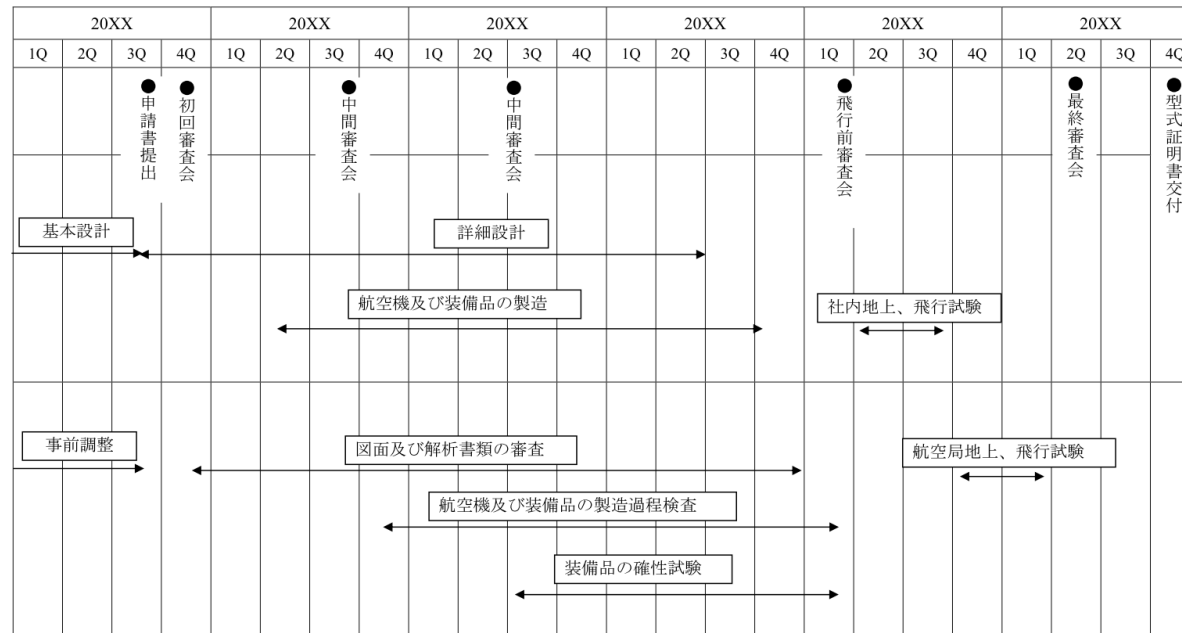 20XX 20XX 20XX 20XX 20XX 20XX
1Q 2Q 3Q 4Q 1Q 2Q 3Q 4Q 1Q 2Q 3Q 4Q 1Q 2Q 3Q 4Q 1Q 2Q 3Q 4Q 1Q 2Q 3Q 4Q
申請書提出
初回審査会
中間審査会
中間審査会
飛行前審査会
最終審査会
型式証明書交付
基本設計
詳細設計
航空機及び装備品の製造
社内地上、飛行試験
事前調整
図面及び解析書類の審査
航空局地上、飛行試験
航空機及び装備品の製造過程検査
装備品の確性試験